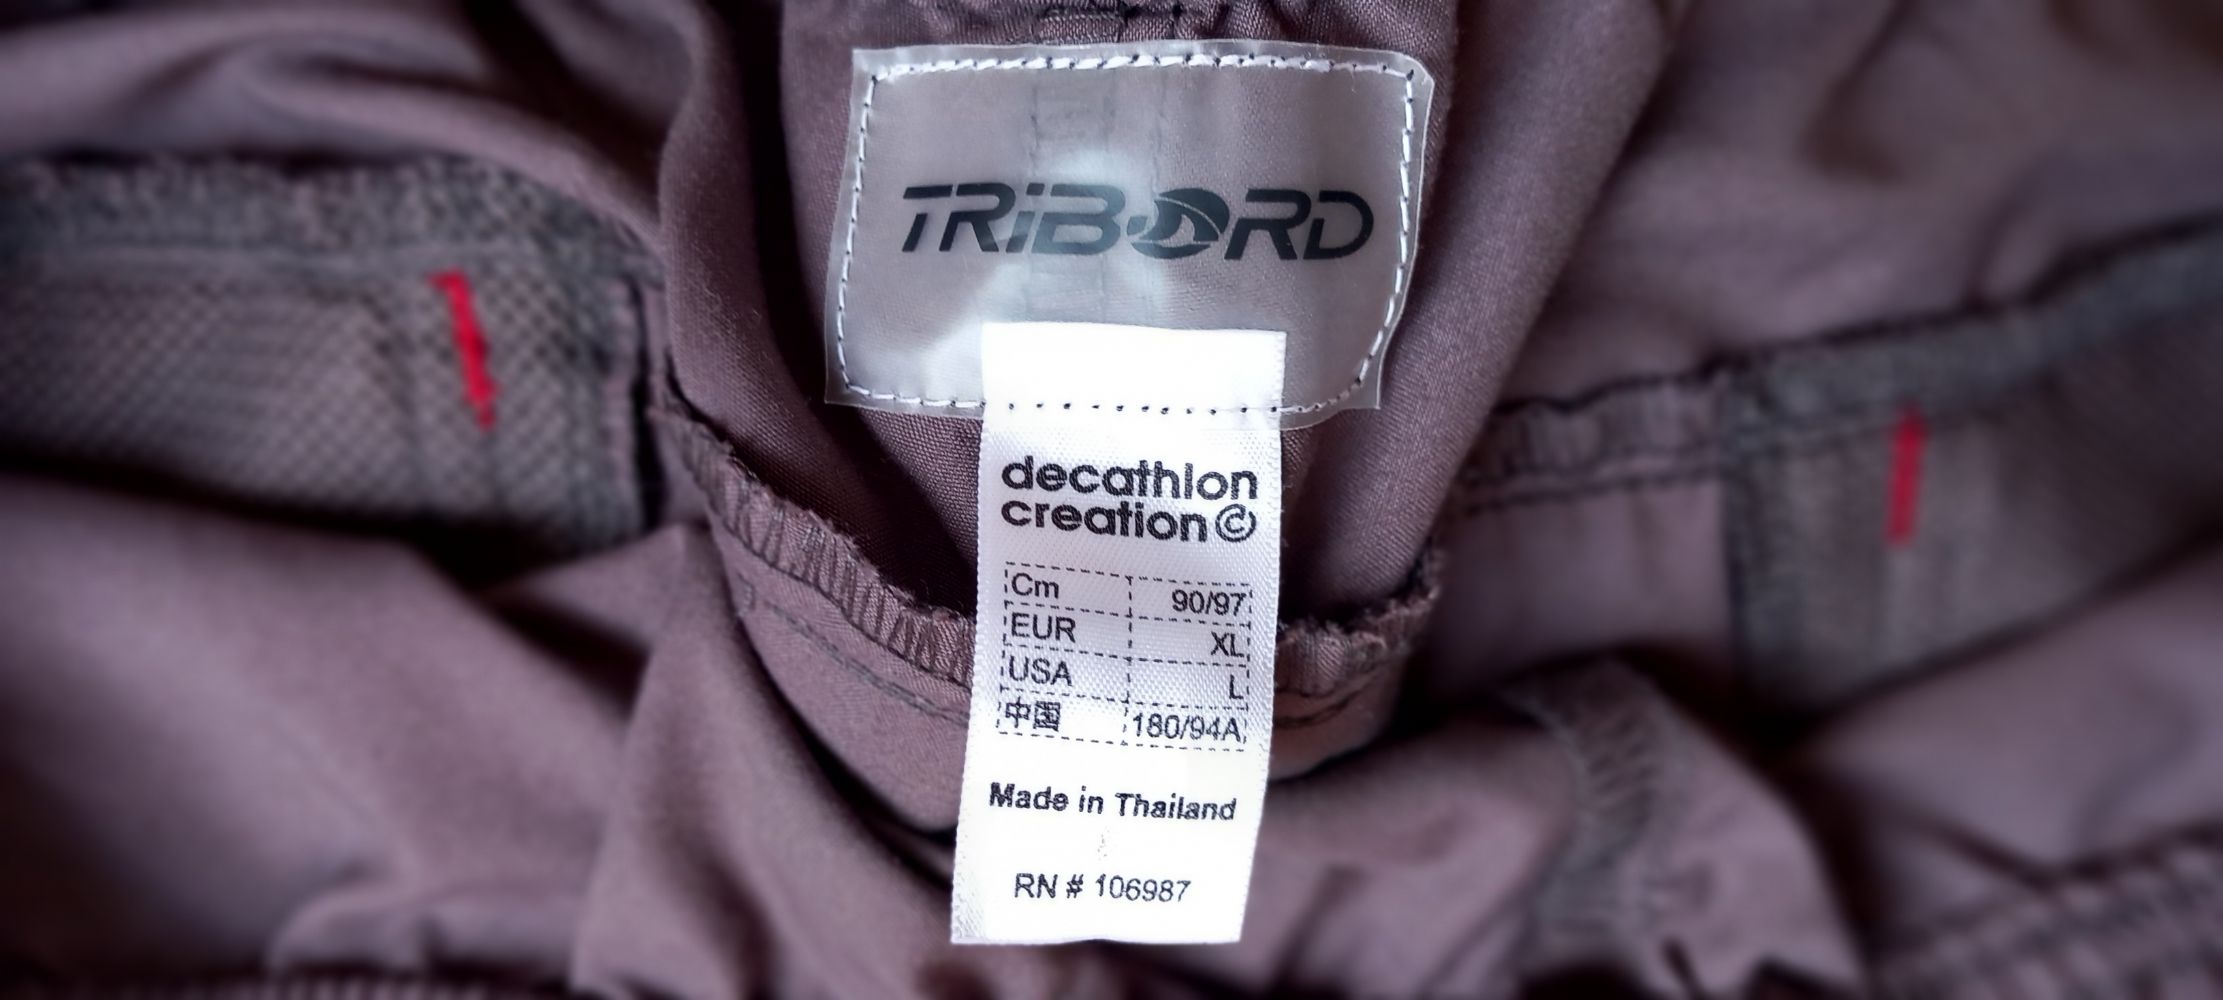 TRiBORD
decathlon
creation©
Cm 90/97
EUR XL
USA L
中国 180/94A
Made in Thailand
RN # 106987